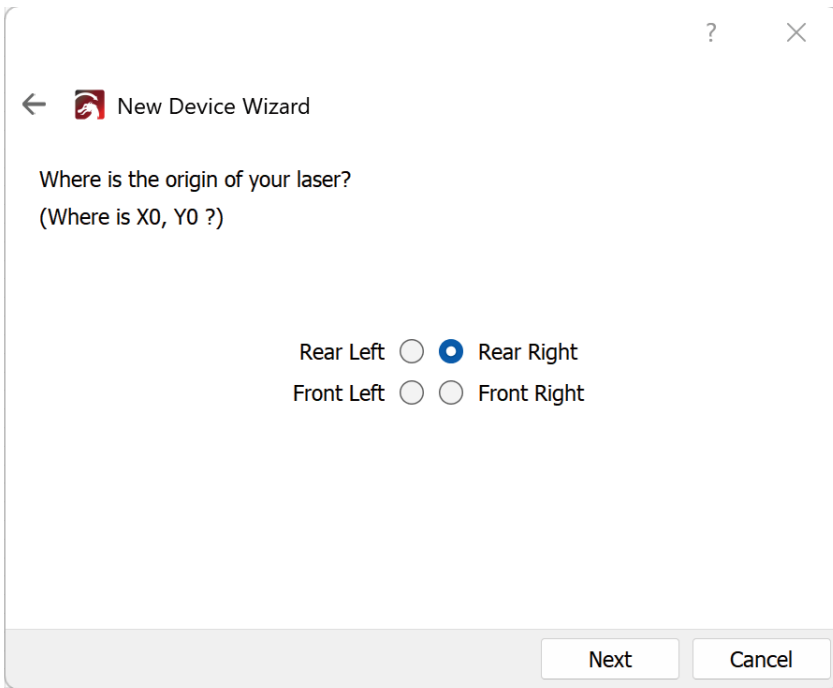 ?
New Device Wizard
Where is the origin of your laser?
(Where is X0, Y0 ?)
Rear Left Rear Right
Front Left Front Right
Next Cancel